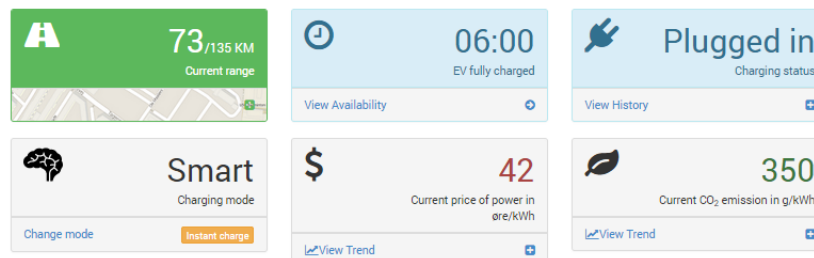 73/135 KM
Current range
06:00
EV fully charged
View Availability
Plugged in
Charging status
View History
Smart
Charging mode
Change mode
Instant charge
$
42
Current price of power in
øre/kWh
View Trend
350
Current CO₂ emission in g/kWh
View Trend